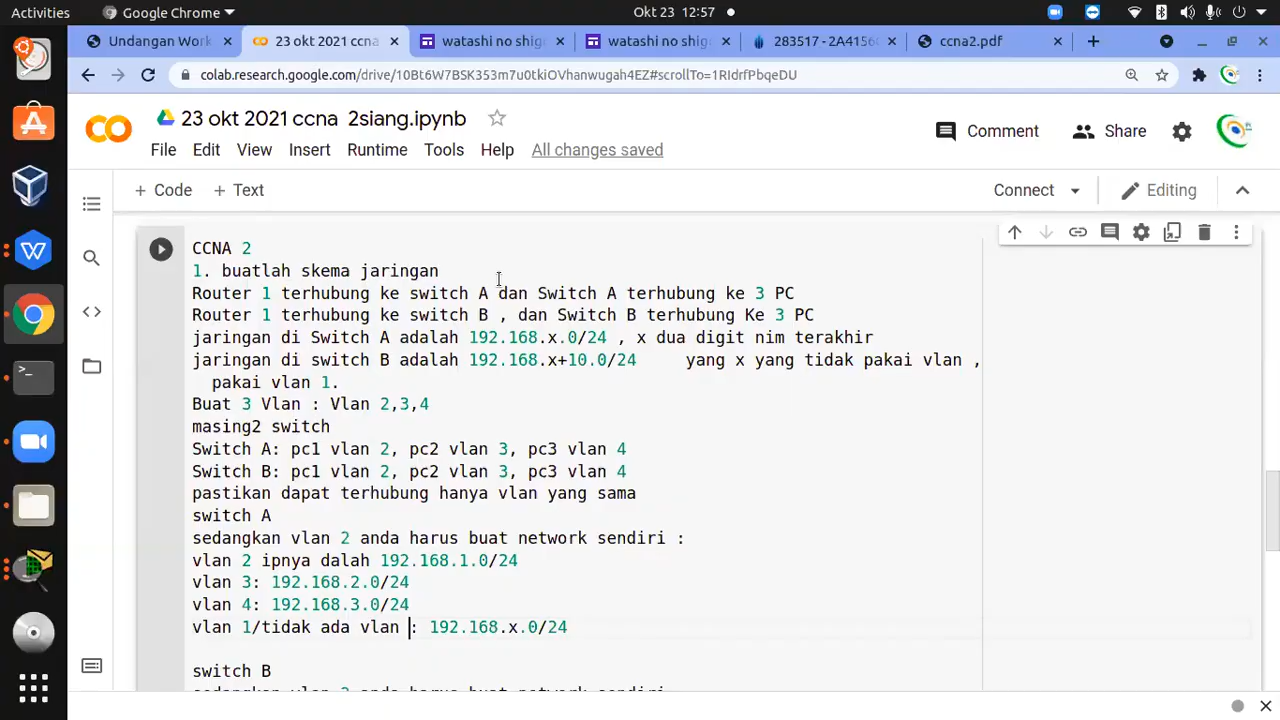 Activities Google Chrome Okt 23 12:57
Undangan Work 23 okt 2021 ccna watashi no shig watashi no shig 283517 - 2A4156 ccna2.pdf
colab.research.google.com/drive/10Bt6W7BSK353m7u0tkiOVhanwugah4EZ#scrollTo=1RIdrfPbqeDU
23 okt 2021 ccna 2siang.ipynb
Comment Share
File Edit View Insert Runtime Tools Help All changes saved
+ Code + Text Connect Editing
CCNA 2
1. buatlah skema jaringan
Router 1 terhubung ke switch A dan Switch A terhubung ke 3 PC
Router 1 terhubung ke switch B , dan Switch B terhubung Ke 3 PC
jaringan di Switch A adalah 192.168.x.0/24 , x dua digit nim terakhir
jaringan di switch B adalah 192.168.x+10.0/24 yang x yang tidak pakai vlan ,
pakai vlan 1.
Buat 3 Vlan : Vlan 2,3,4
masing2 switch
Switch A: pc1 vlan 2, pc2 vlan 3, pc3 vlan 4
Switch B: pc1 vlan 2, pc2 vlan 3, pc3 vlan 4
pastikan dapat terhubung hanya vlan yang sama
switch A
sedangkan vlan 2 anda harus buat network sendiri :
vlan 2 ipnya dalah 192.168.1.0/24
vlan 3: 192.168.2.0/24
vlan 4: 192.168.3.0/24
vlan 1/tidak ada vlan : 192.168.x.0/24
switch B